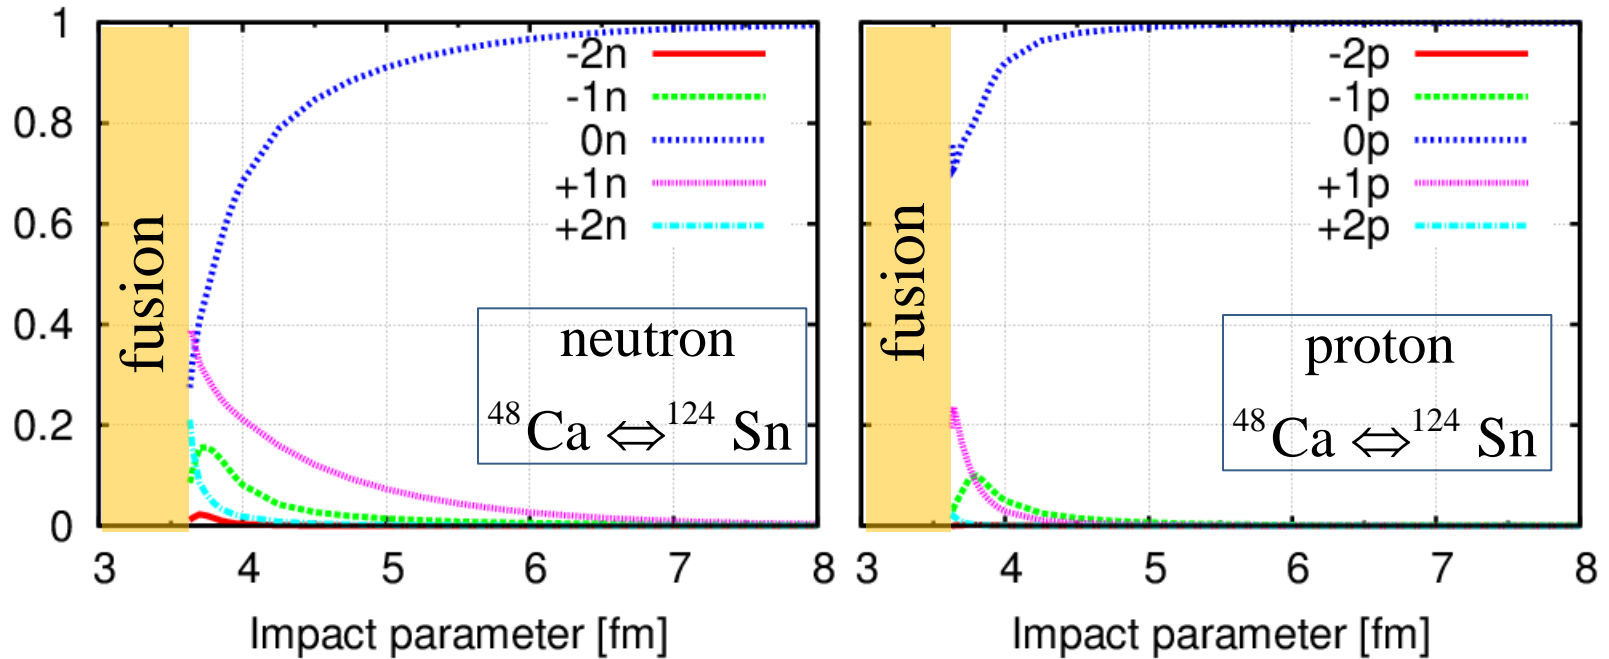 1
0.8
0.6
0.4
0.2
0
-2n
-1n
0n
+1n
+2n
fusion
neutron
48Ca ⇔ 124 Sn
3 4 5 6 7 8
Impact parameter [fm]
-2p
-1p
0p
+1p
+2p
fusion
proton
48Ca ⇔ 124 Sn
3 4 5 6 7 8
Impact parameter [fm]